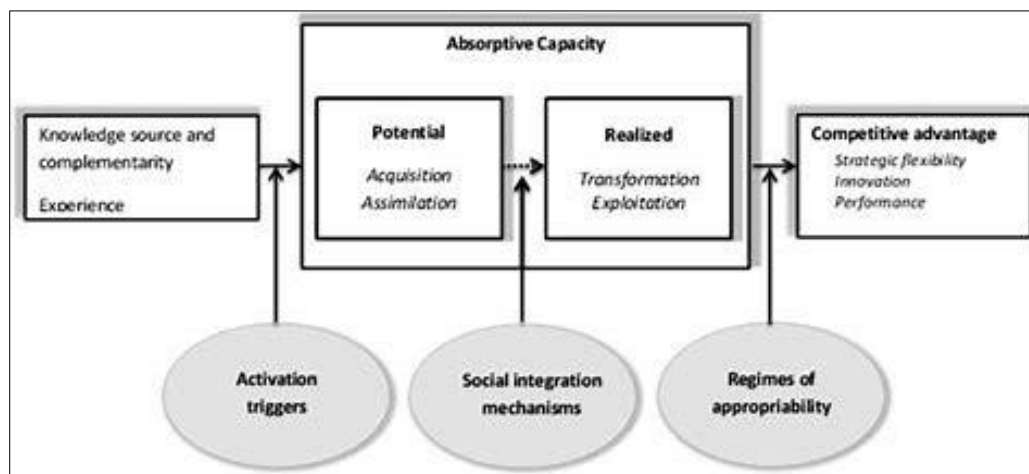 Absorptive Capacity
Knowledge source and
complementarity
Experience
Potential
Acquisition
Assimilation
Realized
Transformation
Exploitation
Competitive advantage
Strategic flexibility
Innovation
Performance
Activation
triggers
Social integration
mechanisms
Regimes of
appropriability